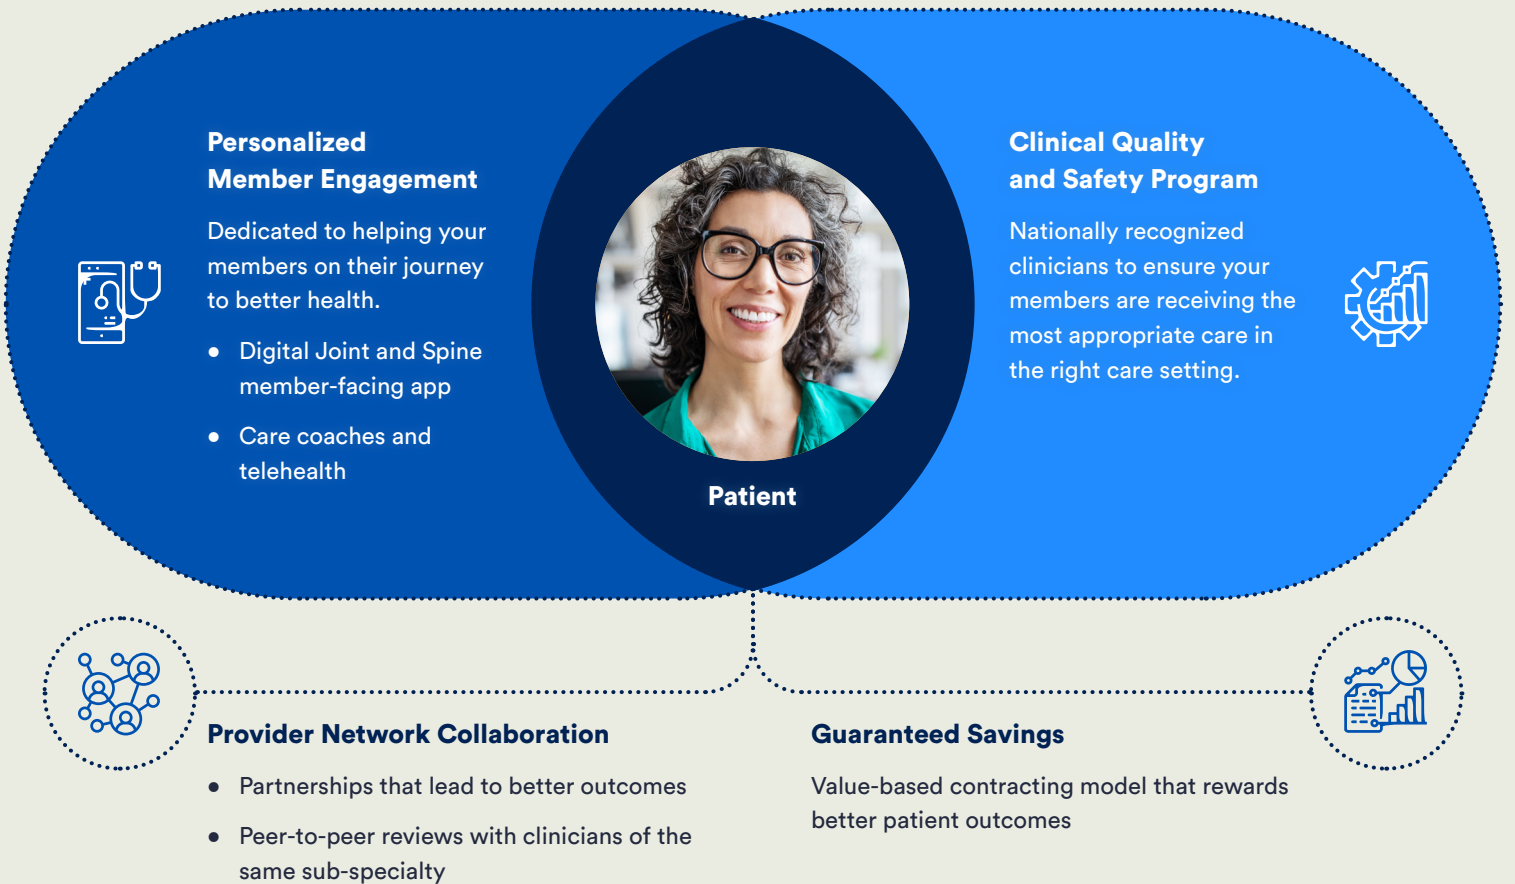 Personalized
Member Engagement
Dedicated to helping your
members on their journey
to better health.
● Digital Joint and Spine
member-facing app
● Care coaches and
telehealth
Patient
Clinical Quality
and Safety Program
Nationally recognized
clinicians to ensure your
members are receiving the
most appropriate care in
the right care setting.
Provider Network Collaboration
● Partnerships that lead to better outcomes
● Peer-to-peer reviews with clinicians of the
same sub-specialty
Guaranteed Savings
Value-based contracting model that rewards
better patient outcomes